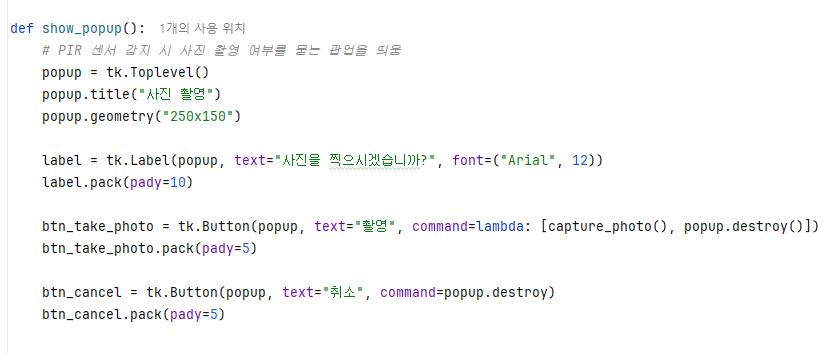 def show_popup():  1개의 사용 위치
    # PIR 센서 감지 시 사진 촬영 여부를 묻는 팝업을 띄움
    popup = tk.Toplevel()
    popup.title("사진 촬영")
    popup.geometry("250x150")

    label = tk.Label(popup, text="사진을 찍으시겠습니까?", font=("Arial", 12))
    label.pack(pady=10)

    btn_take_photo = tk.Button(popup, text="촬영", command=lambda: [capture_photo(), popup.destroy()])
    btn_take_photo.pack(pady=5)

    btn_cancel = tk.Button(popup, text="취소", command=popup.destroy)
    btn_cancel.pack(pady=5)